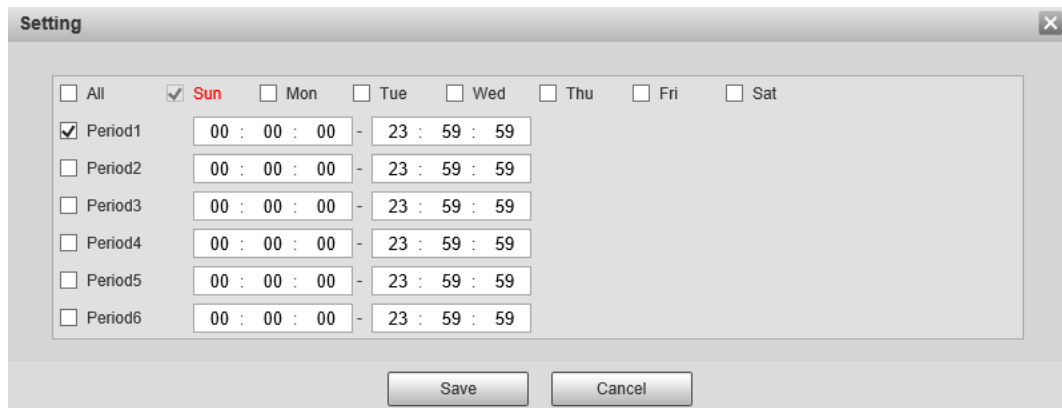 Setting
All Sun Mon Tue Wed Thu Fri Sat
Period1 00 : 00 : 00 - 23 : 59 : 59
Period2 00 : 00 : 00 - 23 : 59 : 59
Period3 00 : 00 : 00 - 23 : 59 : 59
Period4 00 : 00 : 00 - 23 : 59 : 59
Period5 00 : 00 : 00 - 23 : 59 : 59
Period6 00 : 00 : 00 - 23 : 59 : 59
Save Cancel